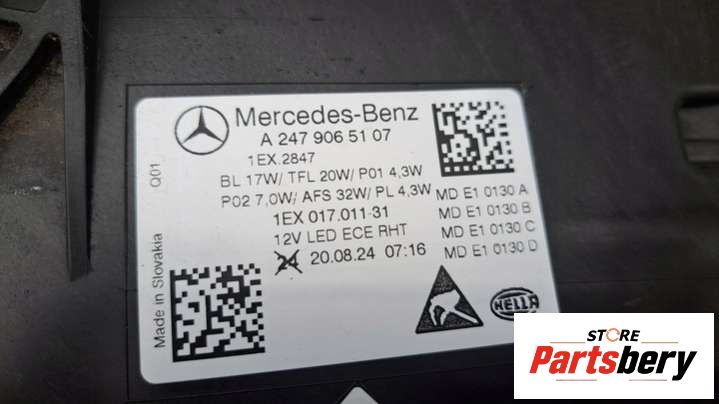 Mercedes-Benz
A 247 906 51 07
1EX.2847
BL 17W/ TFL 20W/ P01 4,3W
P02 7,0W/ AFS 32W/ PL 4,3W
1EX 017.011-31
12V LED ECE RHT
24 20.08.24 07:16
MD E1 0130 A
MD E1 0130 B
MD E1 0130 C
MD E1 0130 D
Q01
Made in Slovakia
HELLA
STORE
Partsbery